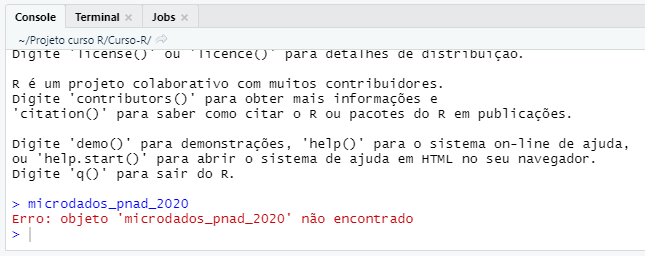 Console Terminal Jobs
~/Projeto curso R/Curso-R/
Digite 'license()' ou 'licence()' para detalhes de distribuição.
R é um projeto colaborativo com muitos contribuidores.
Digite 'contributors()' para obter mais informações e
'citation()' para saber como citar o R ou pacotes do R em publicações.
Digite 'demo()' para demonstrações, 'help()' para o sistema on-line de ajuda,
ou 'help.start()' para abrir o sistema de ajuda em HTML no seu navegador.
Digite 'q()' para sair do R.
> microdados_pnad_2020
Erro: objeto 'microdados_pnad_2020' não encontrado
>